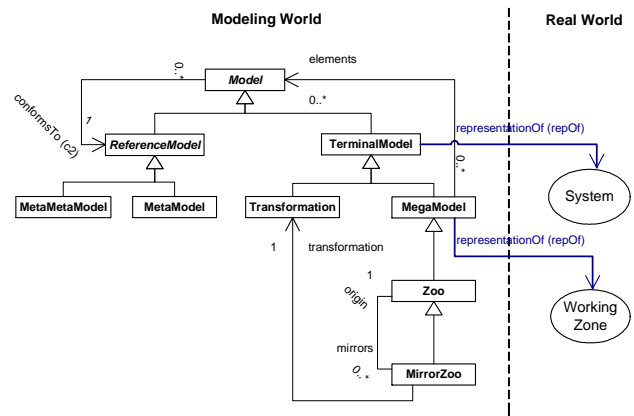 Modeling World
Real World
elements
0..*
Model
0..*
conformsTo (c2)
1
representationOf (repOf)
ReferenceModel
TerminalModel
0..*
System
MetaMetaModel
MetaModel
Transformation
MegaModel
1
transformation
representationOf (repOf)
1
origin
Zoo
Working
Zone
mirrors
0..*
MirrorZoo